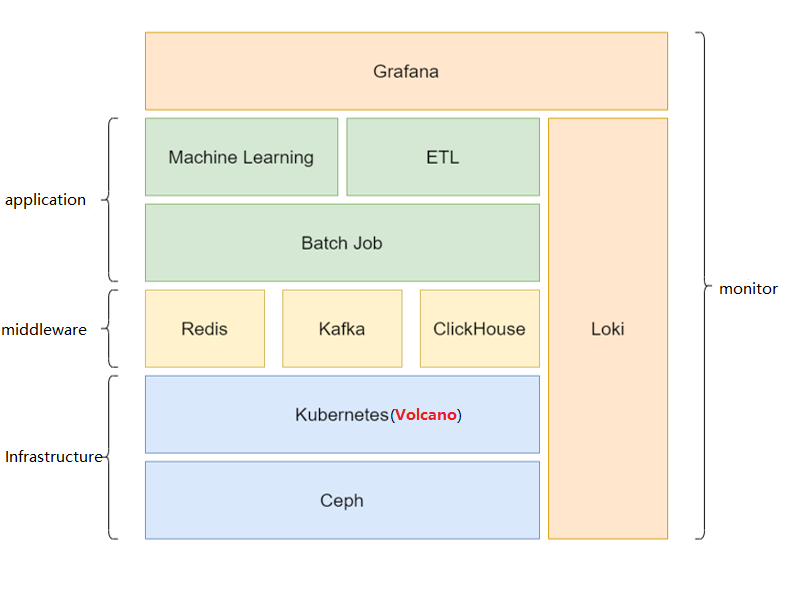 Grafana
Machine Learning
ETL
application
Batch Job
Redis
Kafka
ClickHouse
middleware
Loki
monitor
Kubernetes(Volcano)
Infrastructure
Ceph